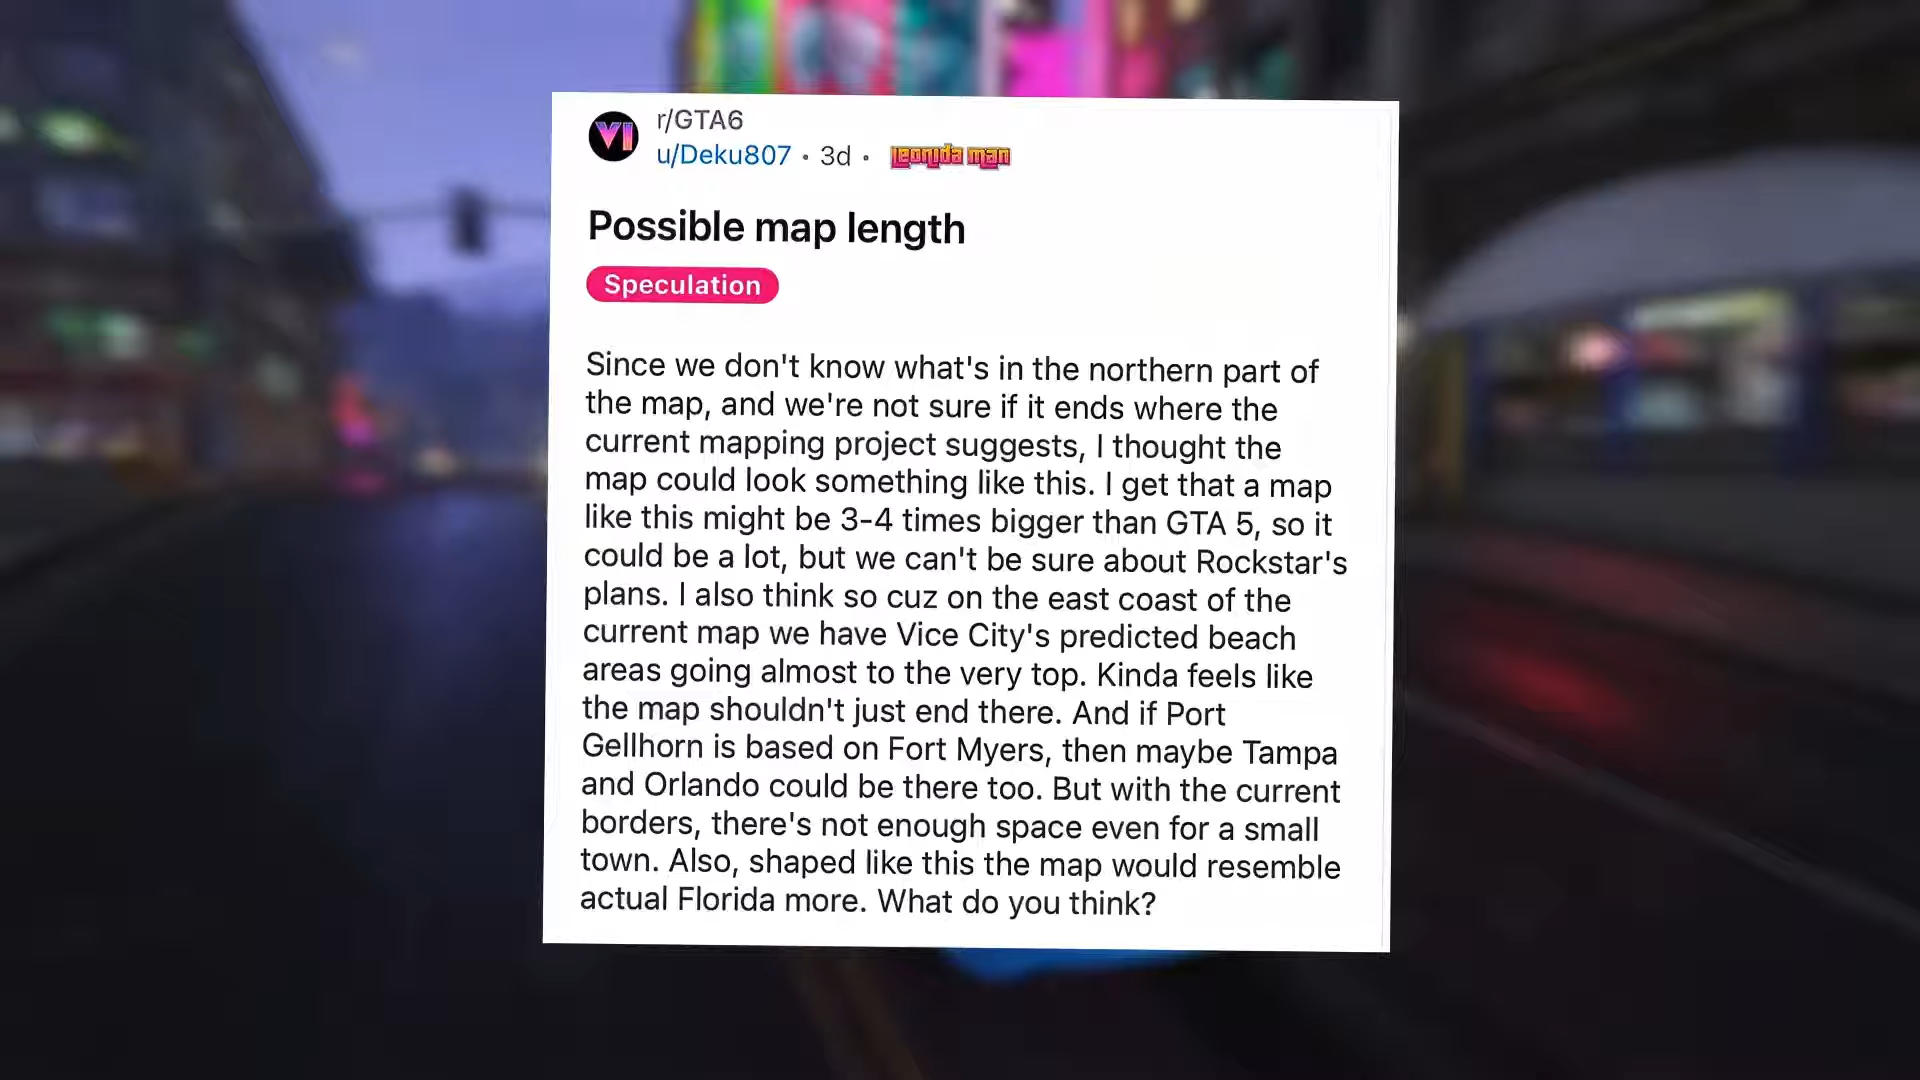 VI
r/GTA6
u/Deku807 • 3d •
leonida man
Possible map length
Speculation
Since we don't know what's in the northern part of
the map, and we're not sure if it ends where the
current mapping project suggests, I thought the
map could look something like this. I get that a map
like this might be 3-4 times bigger than GTA 5, so it
could be a lot, but we can't be sure about Rockstar's
plans. I also think so cuz on the east coast of the
current map we have Vice City's predicted beach
areas going almost to the very top. Kinda feels like
the map shouldn't just end there. And if Port
Gellhorn is based on Fort Myers, then maybe Tampa
and Orlando could be there too. But with the current
borders, there's not enough space even for a small
town. Also, shaped like this the map would resemble
actual Florida more. What do you think?